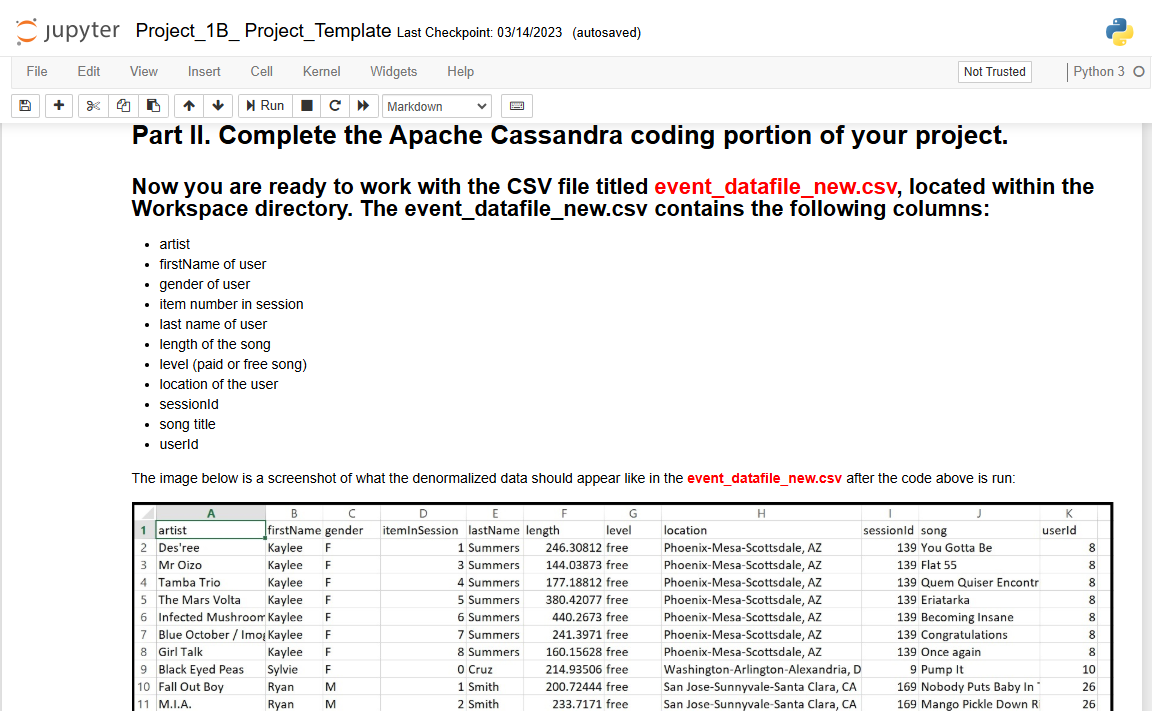 jupyter Project_1B_ Project_Template Last Checkpoint: 03/14/2023 (autosaved)
File Edit View Insert Cell Kernel Widgets Help Not Trusted Python 3
Run Markdown
Part II. Complete the Apache Cassandra coding portion of your project.
Now you are ready to work with the CSV file titled event_datafile_new.csv, located within the
Workspace directory. The event_datafile_new.csv contains the following columns:
• artist
• firstName of user
• gender of user
• item number in session
• last name of user
• length of the song
• level (paid or free song)
• location of the user
• sessionId
• song title
• userId
The image below is a screenshot of what the denormalized data should appear like in the event_datafile_new.csv after the code above is run:
A B C D E F G H I J K
1 artist firstName gender itemInSession lastName length level location sessionId song userId
2 Des'ree Kaylee F 1 Summers 246.30812 free Phoenix-Mesa-Scottsdale, AZ 139 You Gotta Be 8
3 Mr Oizo Kaylee F 3 Summers 144.03873 free Phoenix-Mesa-Scottsdale, AZ 139 Flat 55 8
4 Tamba Trio Kaylee F 4 Summers 177.18812 free Phoenix-Mesa-Scottsdale, AZ 139 Quem Quiser Encontr 8
5 The Mars Volta Kaylee F 5 Summers 380.42077 free Phoenix-Mesa-Scottsdale, AZ 139 Eriatarka 8
6 Infected Mushroom Kaylee F 6 Summers 440.2673 free Phoenix-Mesa-Scottsdale, AZ 139 Becoming Insane 8
7 Blue October / Imog Kaylee F 7 Summers 241.3971 free Phoenix-Mesa-Scottsdale, AZ 139 Congratulations 8
8 Girl Talk Kaylee F 8 Summers 160.15628 free Phoenix-Mesa-Scottsdale, AZ 139 Once again 8
9 Black Eyed Peas Sylvie F 0 Cruz 214.93506 free Washington-Arlington-Alexandria, D 9 Pump It 10
10 Fall Out Boy Ryan M 1 Smith 200.72444 free San Jose-Sunnyvale-Santa Clara, CA 169 Nobody Puts Baby In 26
11 M.I.A. Ryan M 2 Smith 233.7171 free San Jose-Sunnyvale-Santa Clara, CA 169 Mango Pickle Down Ri 26